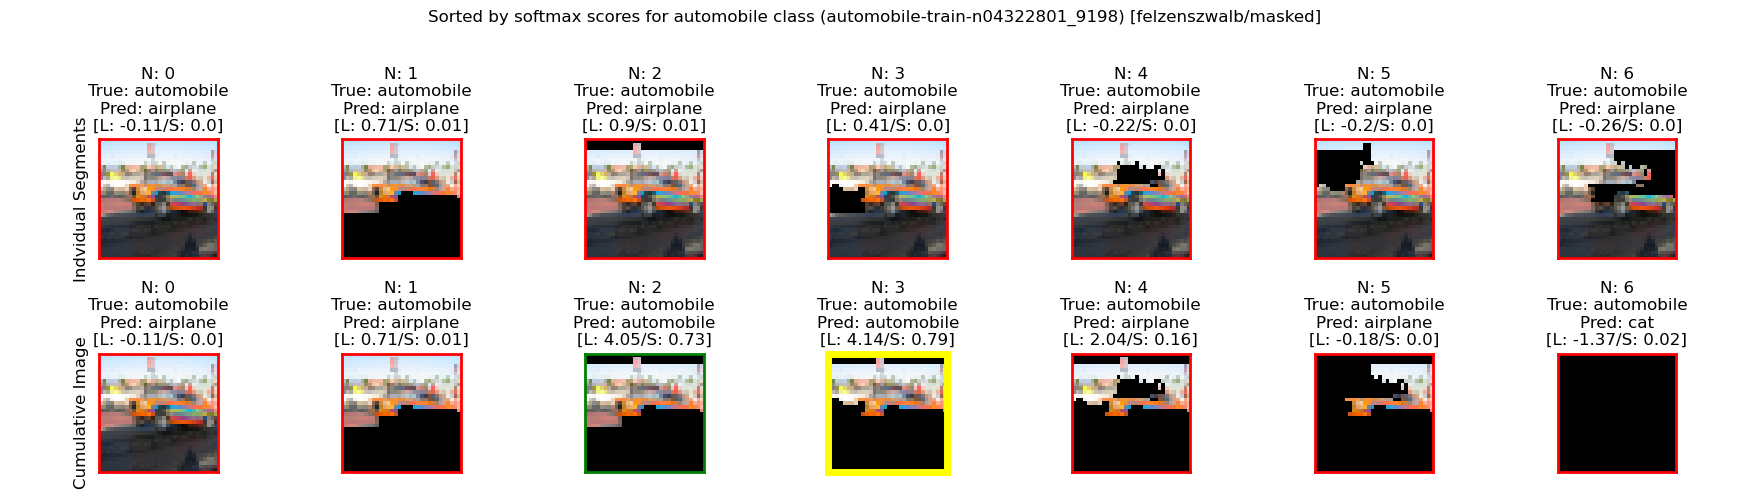 Sorted by softmax scores for automobile class (automobile-train-n04322801_9198) [felzenszwalb/masked]
Indvidual Segments
N: 0
True: automobile
Pred: airplane
[L: -0.11/S: 0.0]
N: 1
True: automobile
Pred: airplane
[L: 0.71/S: 0.01]
N: 2
True: automobile
Pred: airplane
[L: 0.9/S: 0.01]
N: 3
True: automobile
Pred: airplane
[L: 0.41/S: 0.0]
N: 4
True: automobile
Pred: airplane
[L: -0.22/S: 0.0]
N: 5
True: automobile
Pred: airplane
[L: -0.2/S: 0.0]
N: 6
True: automobile
Pred: airplane
[L: -0.26/S: 0.0]
Cumulative Image
N: 0
True: automobile
Pred: airplane
[L: -0.11/S: 0.0]
N: 1
True: automobile
Pred: airplane
[L: 0.71/S: 0.01]
N: 2
True: automobile
Pred: automobile
[L: 4.05/S: 0.73]
N: 3
True: automobile
Pred: automobile
[L: 4.14/S: 0.79]
N: 4
True: automobile
Pred: airplane
[L: 2.04/S: 0.16]
N: 5
True: automobile
Pred: airplane
[L: -0.18/S: 0.0]
N: 6
True: automobile
Pred: cat
[L: -1.37/S: 0.02]